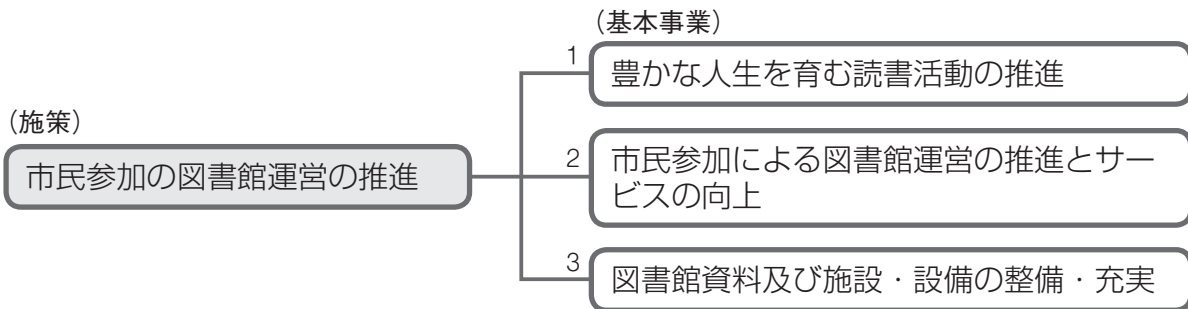 （施策）
市民参加の図書館運営の推進
（基本事業）
1
豊かな人生を育む読書活動の推進
2
市民参加による図書館運営の推進とサー
ビスの向上
3
図書館資料及び施設・設備の整備・充実